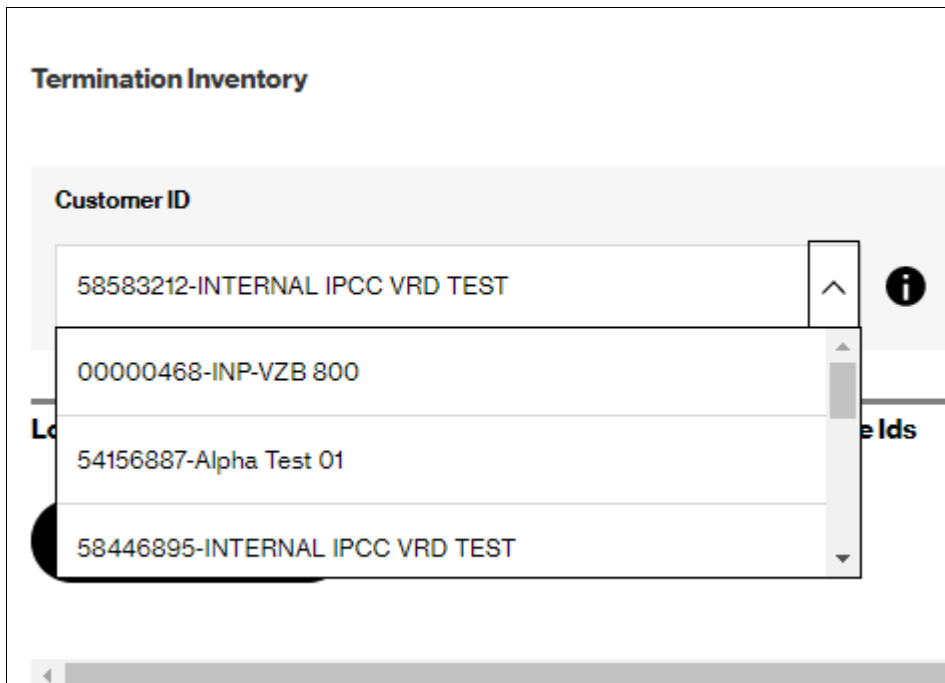 Termination Inventory
Customer ID
58583212-INTERNAL IPCC VRD TEST
00000468-INP-VZB 800
54156887-Alpha Test 01
Ids
58446895-INTERNAL IPCC VRD TEST